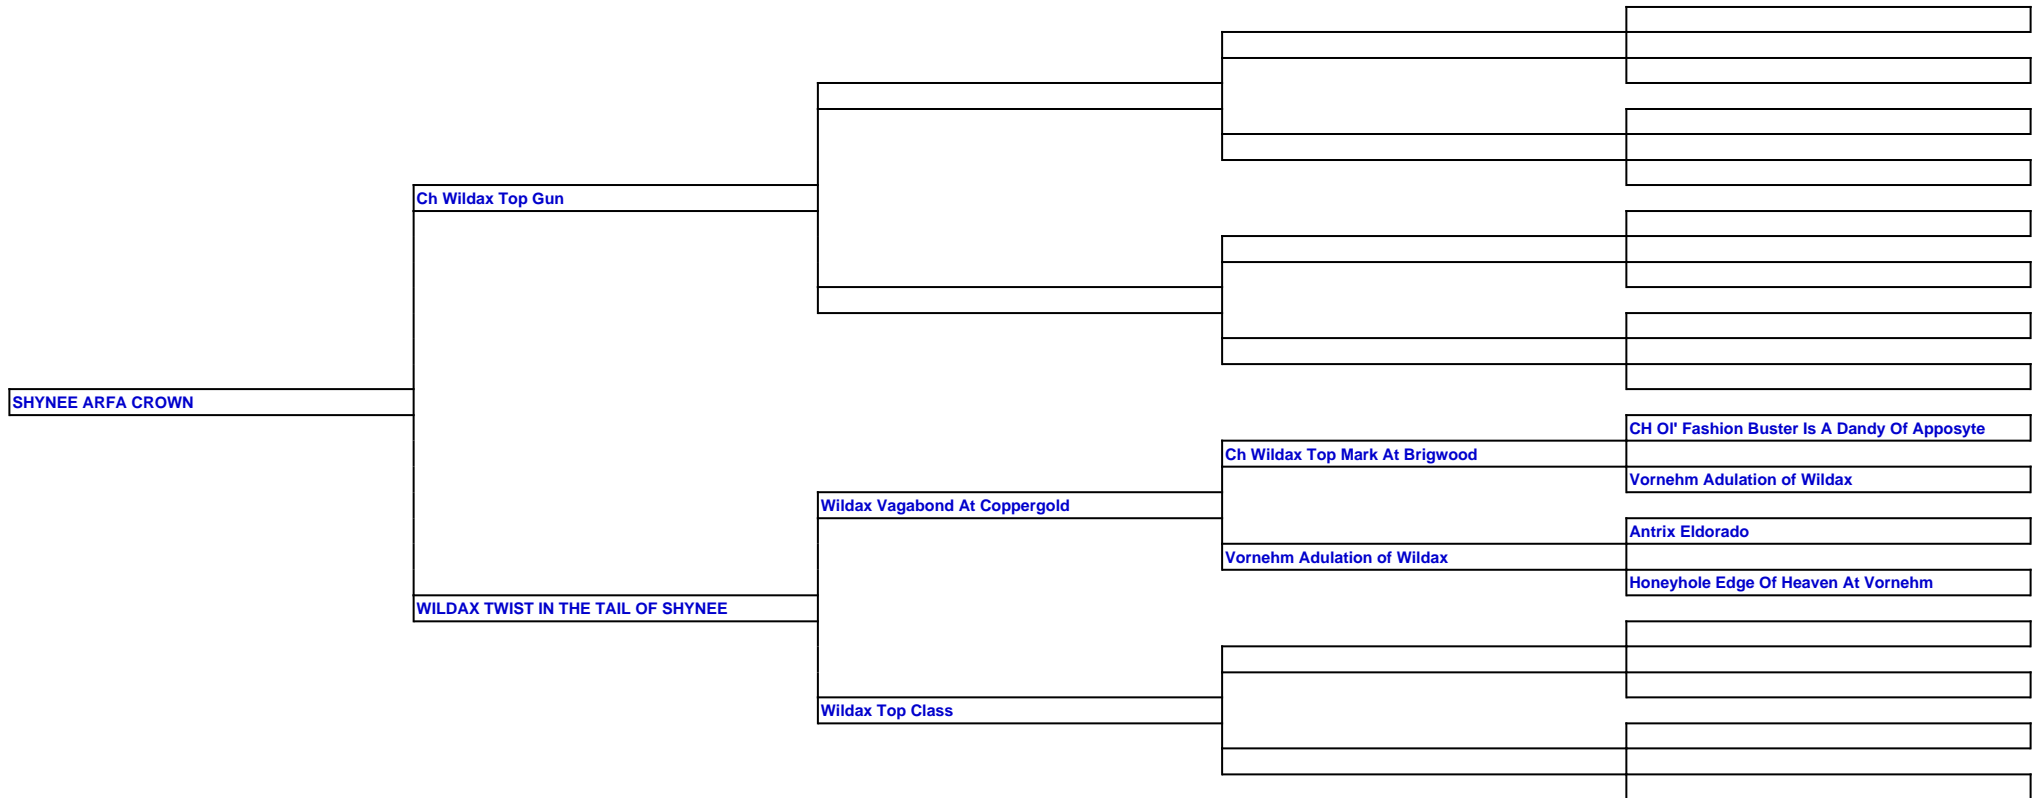 CH Ol' Fashion Buster Is A Dandy Of Apposyte
Ch Wildax Top Mark At Brigwood
Vornehm Adulation of Wildax
Wildax Vagabond At Coppergold
Antrix Eldorado
Vornehm Adulation of Wildax
Honeyhole Edge Of Heaven At Vornehm
Ch Wildax Top Gun
SHYNEE ARFA CROWN
WILDAX TWIST IN THE TAIL OF SHYNEE
Wildax Top Class